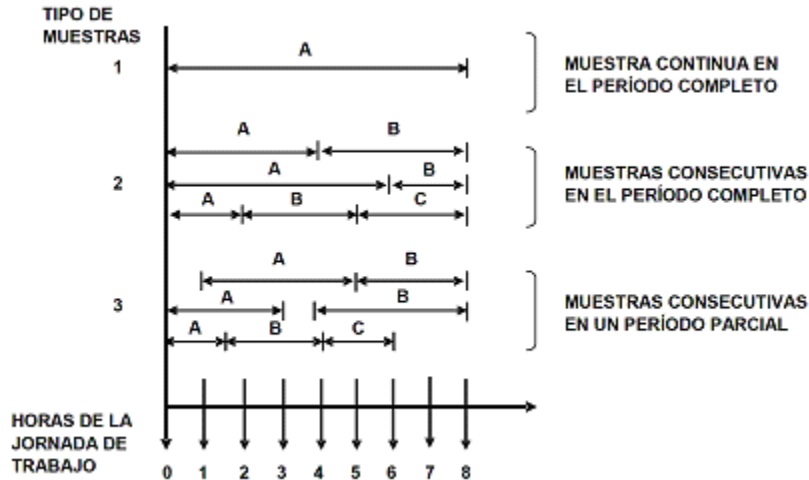 TIPO DE
MUESTRAS
1
A
MUESTRA CONTINUA EN
EL PERÍODO COMPLETO
2
A B
A B
A B C
MUESTRAS CONSECUTIVAS
EN EL PERÍODO COMPLETO
3
A B
A B
A B C
MUESTRAS CONSECUTIVAS
EN UN PERÍODO PARCIAL
HORAS DE LA
JORNADA DE
TRABAJO
0 1 2 3 4 5 6 7 8